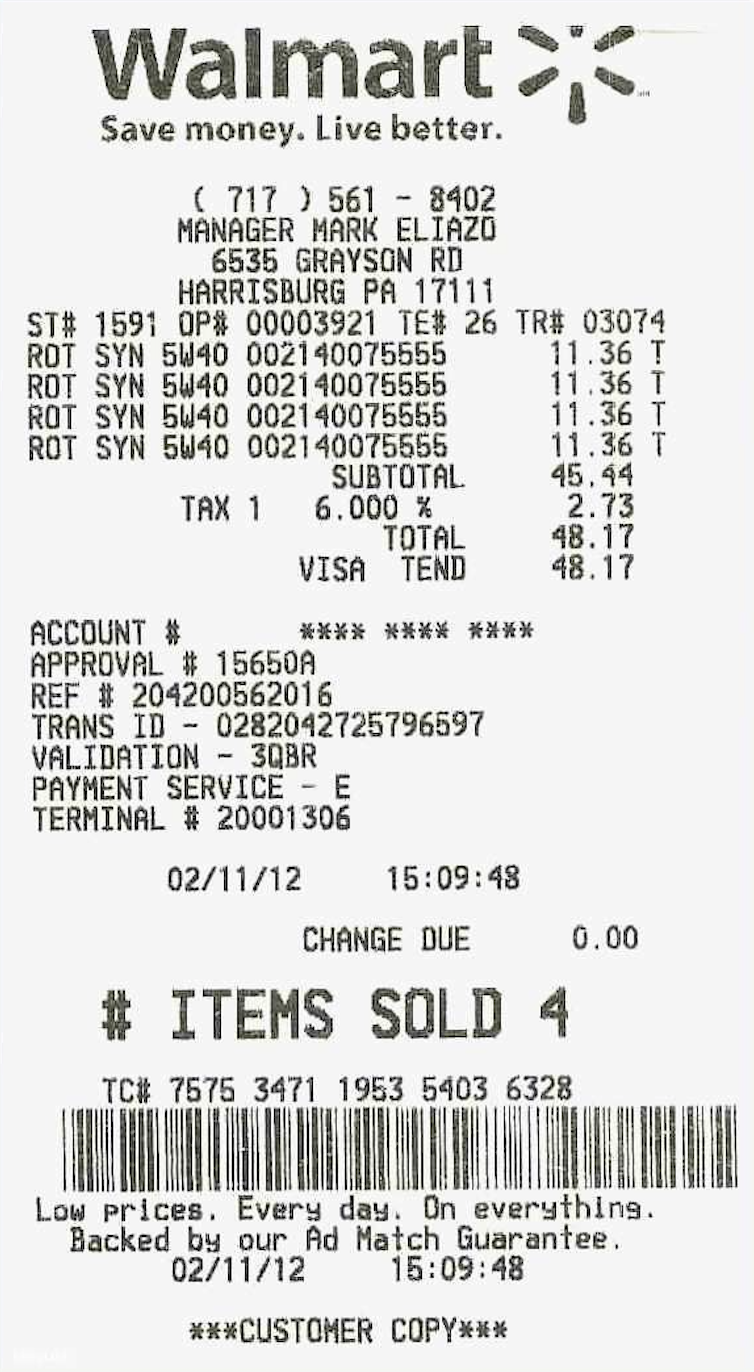 Walmart
Save money. Live better.
( 717 ) 561 - 8402
MANAGER MARK ELIAZO
6535 GRAYSON RD
HARRISBURG PA 17111
ST# 1591 OP# 00003921 TE# 26 TR# 03074
ROT SYN 5W40 002140075555 11.36 T
ROT SYN 5W40 002140075555 11.36 T
ROT SYN 5W40 002140075555 11.36 T
ROT SYN 5W40 002140075555 11.36 T
SUBTOTAL 45.44
TAX 1 6.000 % 2.73
TOTAL 48.17
VISA TEND 48.17
ACCOUNT # **** **** ****
APPROVAL # 15650A
REF # 204200562016
TRANS ID - 0282042725796597
VALIDATION - 3QBR
PAYMENT SERVICE - E
TERMINAL # 20001306
02/11/12 15:09:48
CHANGE DUE 0.00
# ITEMS SOLD 4
TC# 7575 3471 1953 5403 6328
Low prices. Every day. On everything.
Backed by our Ad Match Guarantee.
02/11/12 15:09:48
***CUSTOMER COPY***